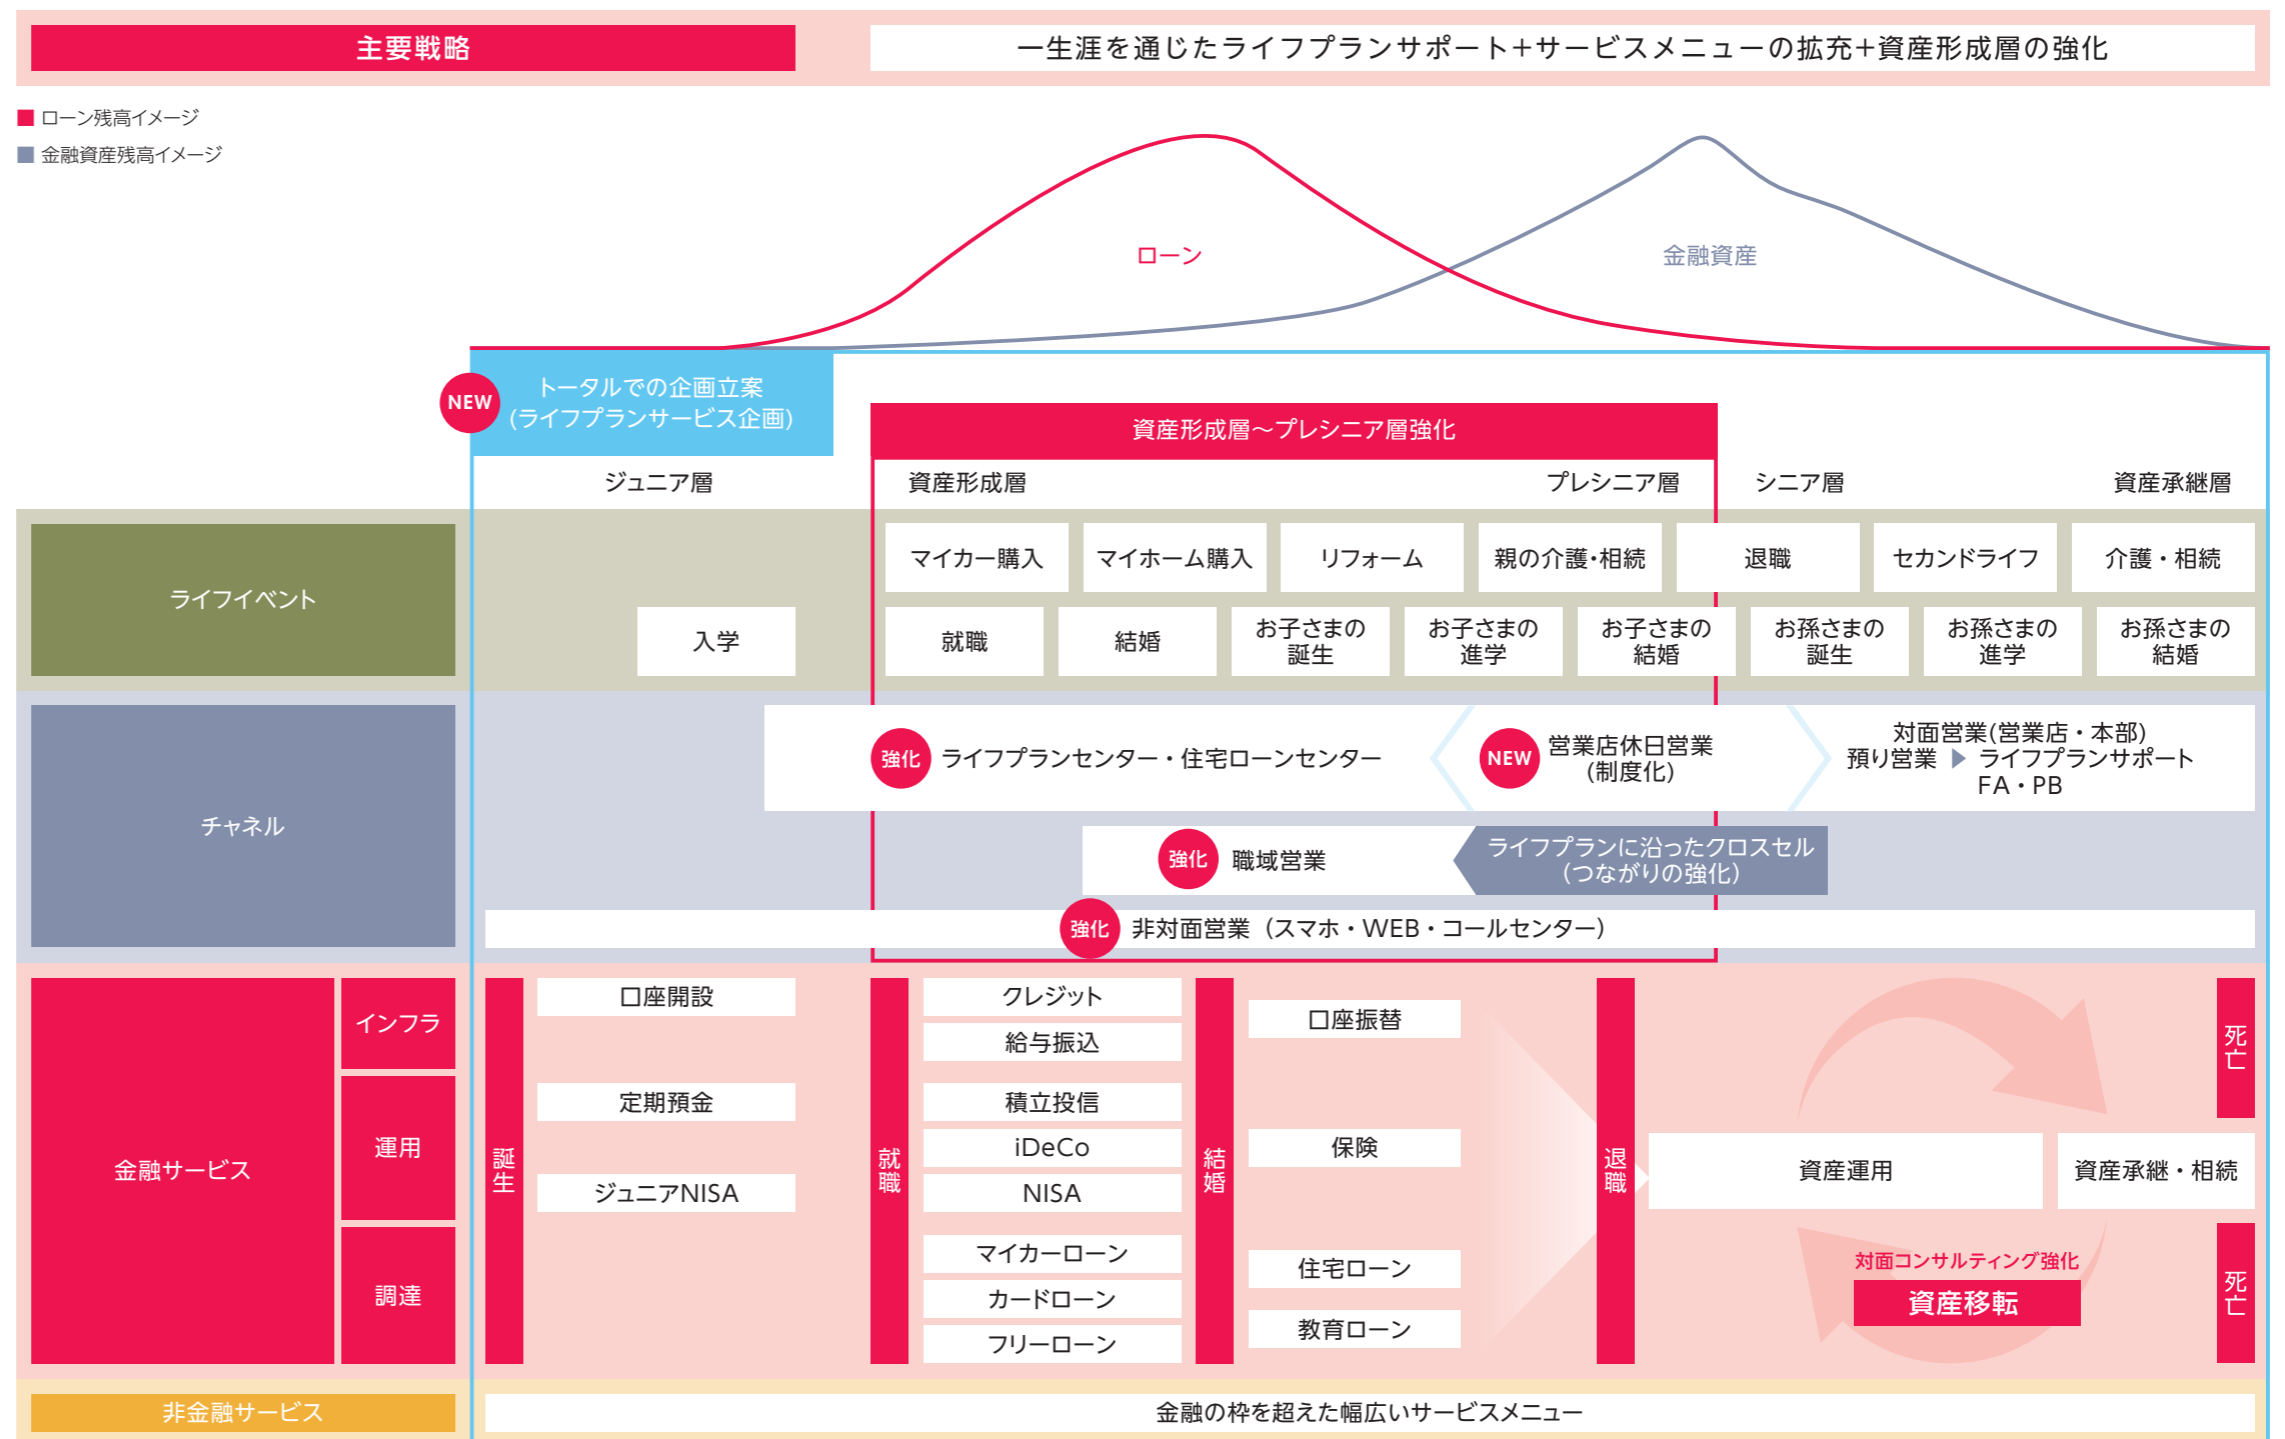 主要戦略
一生涯を通じたライフプランサポート+サービスメニューの拡充+資産形成層の強化
ローン残高イメージ
金融資産残高イメージ
ローン
金融資産
NEW
トータルでの企画立案
(ライフプランサービス企画)
資産形成層～プレシニア層強化
ジュニア層
資産形成層
プレシニア層
シニア層
資産承継層
ライフイベント
マイカー購入
マイホーム購入
リフォーム
親の介護・相続
退職
セカンドライフ
介護・相続
入学
就職
結婚
お子さまの
誕生
お子さまの
進学
お子さまの
結婚
お孫さまの
誕生
お孫さまの
進学
お孫さまの
結婚
チャネル
強化
ライフプランセンター・住宅ローンセンター
NEW
営業店休日営業
(制度化)
対面営業(営業店・本部)
預り営業 ▶ ライフプランサポート
FA・PB
強化
職域営業
ライフプランに沿ったクロスセル
(つながりの強化)
強化
非対面営業（スマホ・WEB・コールセンター）
金融サービス
インフラ
運用
調達
誕生
口座開設
定期預金
ジュニアNISA
就職
クレジット
給与振込
積立投信
iDeCo
NISA
マイカーローン
カードローン
フリーローン
結婚
口座振替
保険
住宅ローン
教育ローン
退職
資産運用
資産承継・相続
対面コンサルティング強化
資産移転
死亡
死亡
非金融サービス
金融の枠を超えた幅広いサービスメニュー